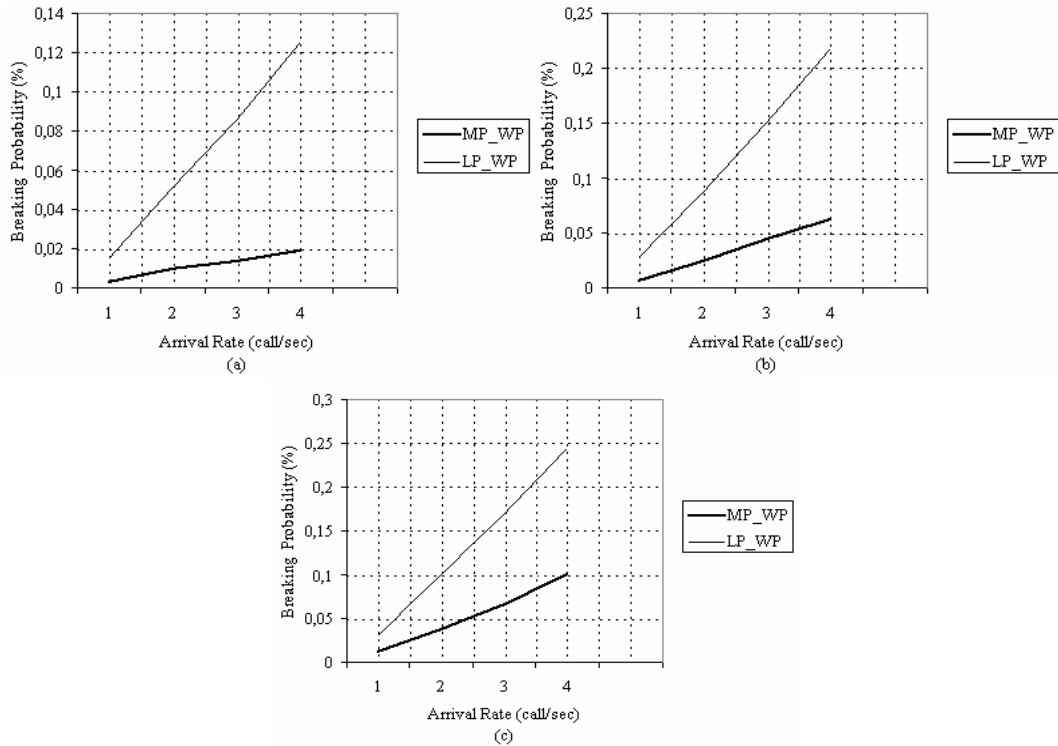 0,14
0,12
0,1
0,08
0,06
0,04
0,02
0
Breaking Probability (%)
1 2 3 4
Arrival Rate (call/sec)
(a)
MP_WP
LP_WP
0,25
0,2
0,15
0,1
0,05
0
Breaking Probability (%)
1 2 3 4
Arrival Rate (call/sec)
(b)
MP_WP
LP_WP
0,3
0,25
0,2
0,15
0,1
0,05
0
Breaking Probability (%)
1 2 3 4
Arrival Rate (call/sec)
(c)
MP_WP
LP_WP